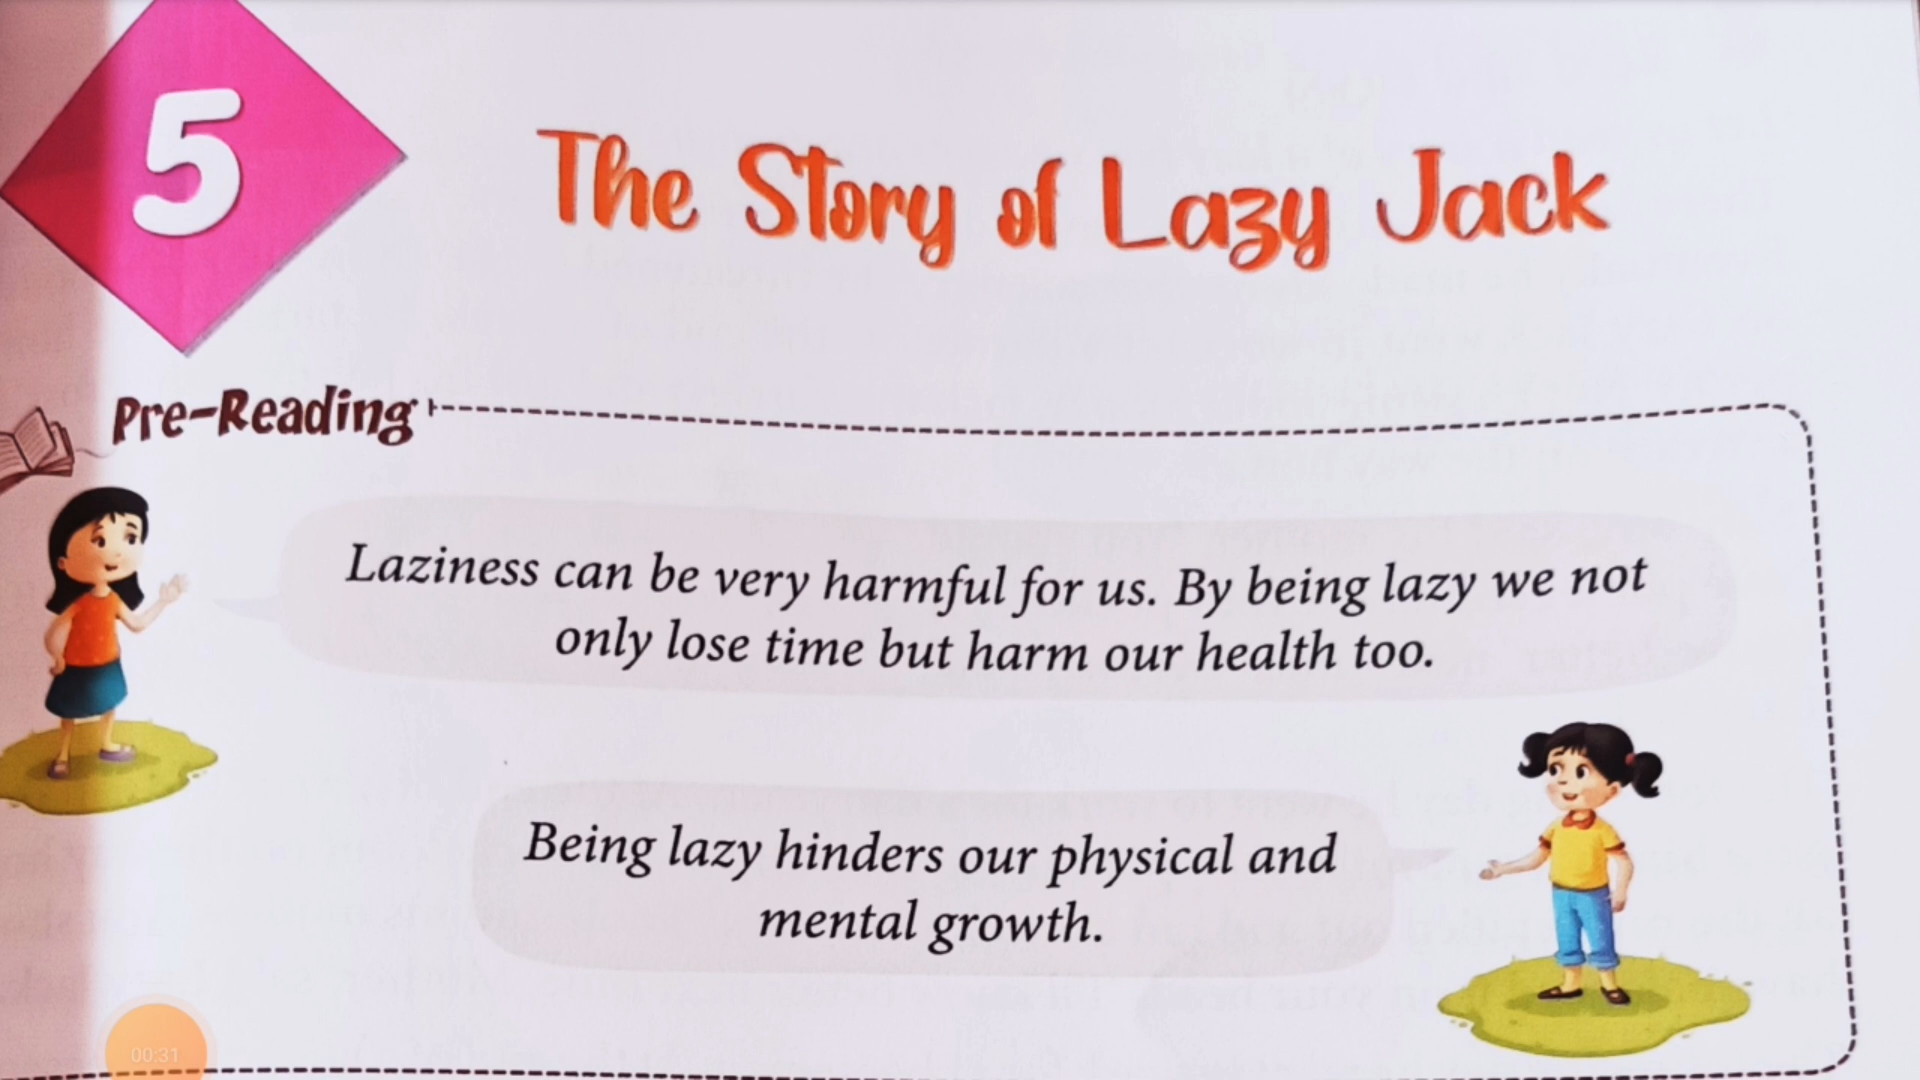 5
The Story of Lazy Jack
Pre-Reading
Laziness can be very harmful for us. By being lazy we not
only lose time but harm our health too.
Being lazy hinders our physical and
mental growth.
00:31